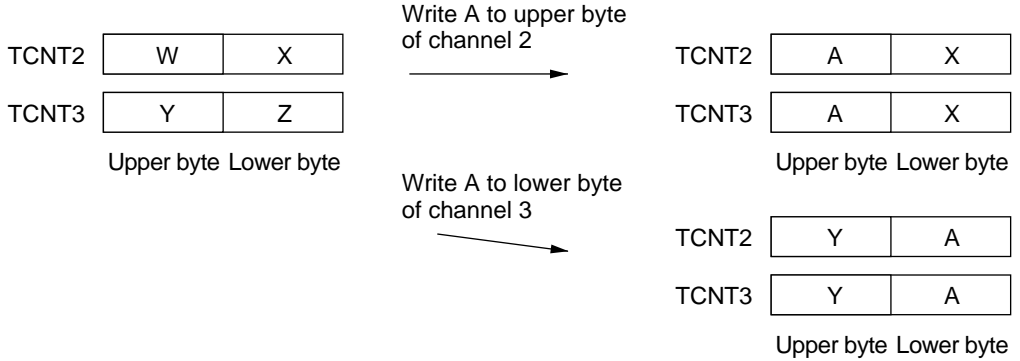 Write A to upper byte
of channel 2
TCNT2 W X
TCNT3 Y Z
Upper byte Lower byte
TCNT2 A X
TCNT3 A X
Upper byte Lower byte
Write A to lower byte
of channel 3
TCNT2 Y A
TCNT3 Y A
Upper byte Lower byte